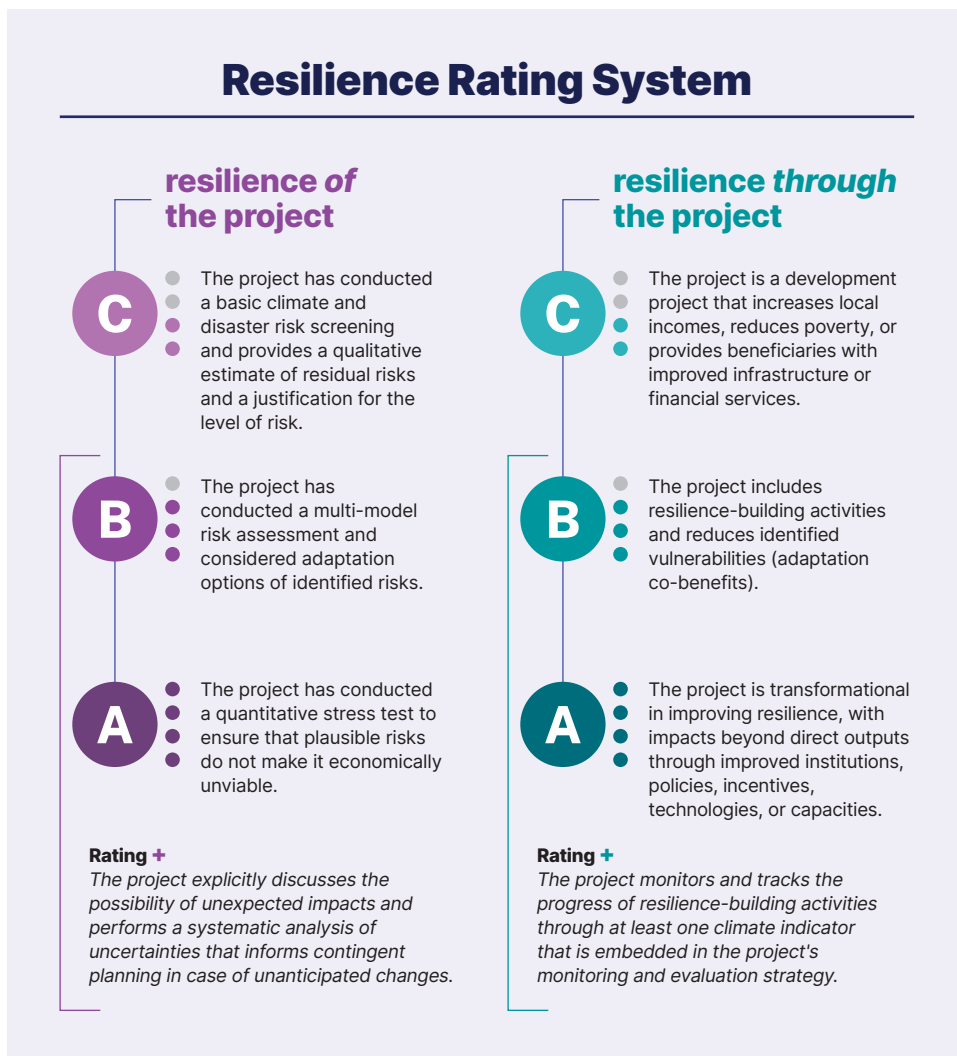 Resilience Rating System
resilience of
the project
C
The project has conducted
a basic climate and
disaster risk screening
and provides a qualitative
estimate of residual risks
and a justification for the
level of risk.
B
The project has
conducted a multi-model
risk assessment and
considered adaptation
options of identified risks.
A
The project has conducted
a quantitative stress test to
ensure that plausible risks
do not make it economically
unviable.
Rating +
The project explicitly discusses the
possibility of unexpected impacts and
performs a systematic analysis of
uncertainties that informs contingent
planning in case of unanticipated changes.
resilience through
the project
C
The project is a development
project that increases local
incomes, reduces poverty, or
provides beneficiaries with
improved infrastructure or
financial services.
B
The project includes
resilience-building activities
and reduces identified
vulnerabilities (adaptation
co-benefits).
A
The project is transformational
in improving resilience, with
impacts beyond direct outputs
through improved institutions,
policies, incentives,
technologies, or capacities.
Rating +
The project monitors and tracks the
progress of resilience-building activities
through at least one climate indicator
that is embedded in the project's
monitoring and evaluation strategy.